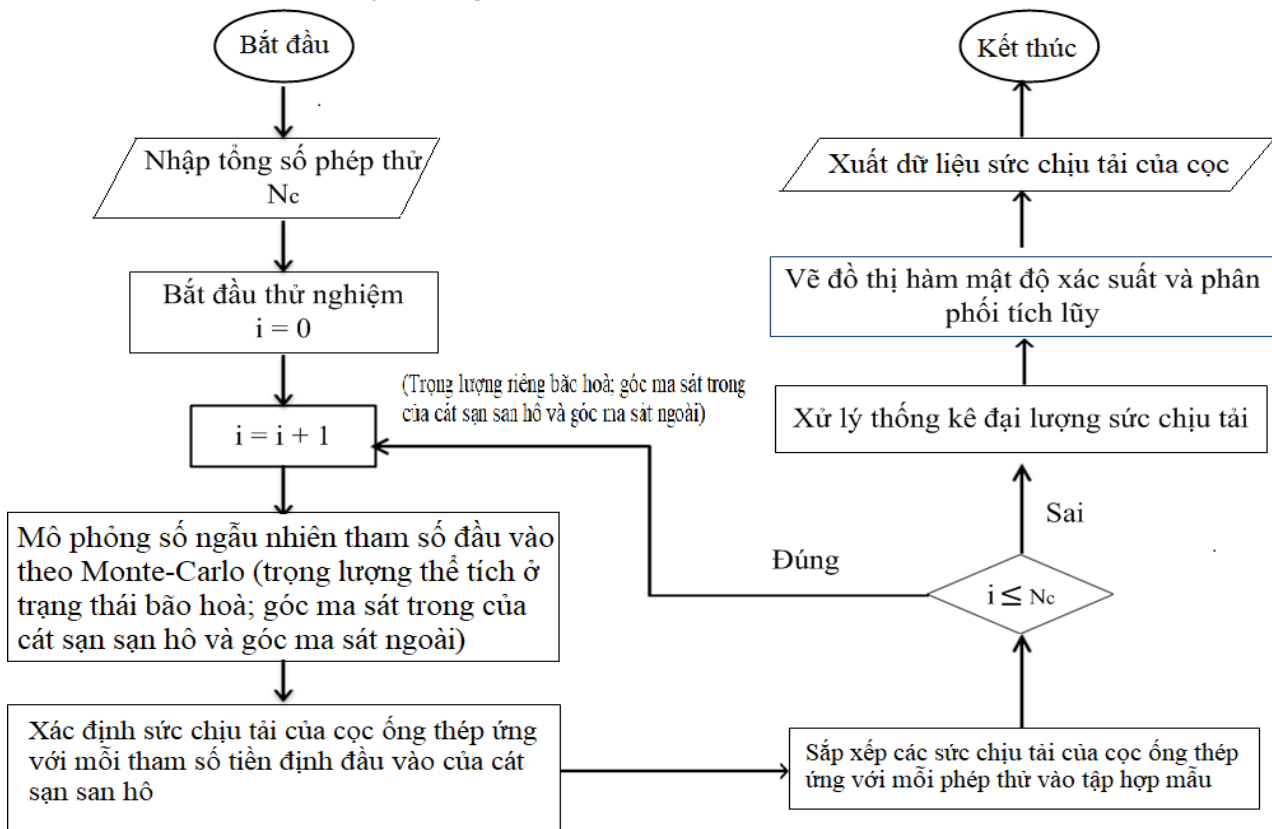 Bắt đầu
Nhập tổng số phép thử
Nc
Bắt đầu thử nghiệm
i = 0
i = i + 1
(Trọng lượng riêng bão hoà; góc ma sát trong
của cát sạn san hô và góc ma sát ngoài)
Mô phỏng số ngẫu nhiên tham số đầu vào
theo Monte-Carlo (trọng lượng thể tích ở
trạng thái bão hoà; góc ma sát trong của
cát sạn sạn hô và góc ma sát ngoài)
Xác định sức chịu tải của cọc ống thép ứng
với mỗi tham số tiền định đầu vào của cát
sạn san hô
Sắp xếp các sức chịu tải của cọc ống thép
ứng với mỗi phép thử vào tập hợp mẫu
i ≤ Nc
Đúng
Sai
Xử lý thống kê đại lượng sức chịu tải
Vẽ đồ thị hàm mật độ xác suất và phân
phối tích lũy
Xuất dữ liệu sức chịu tải của cọc
Kết thúc